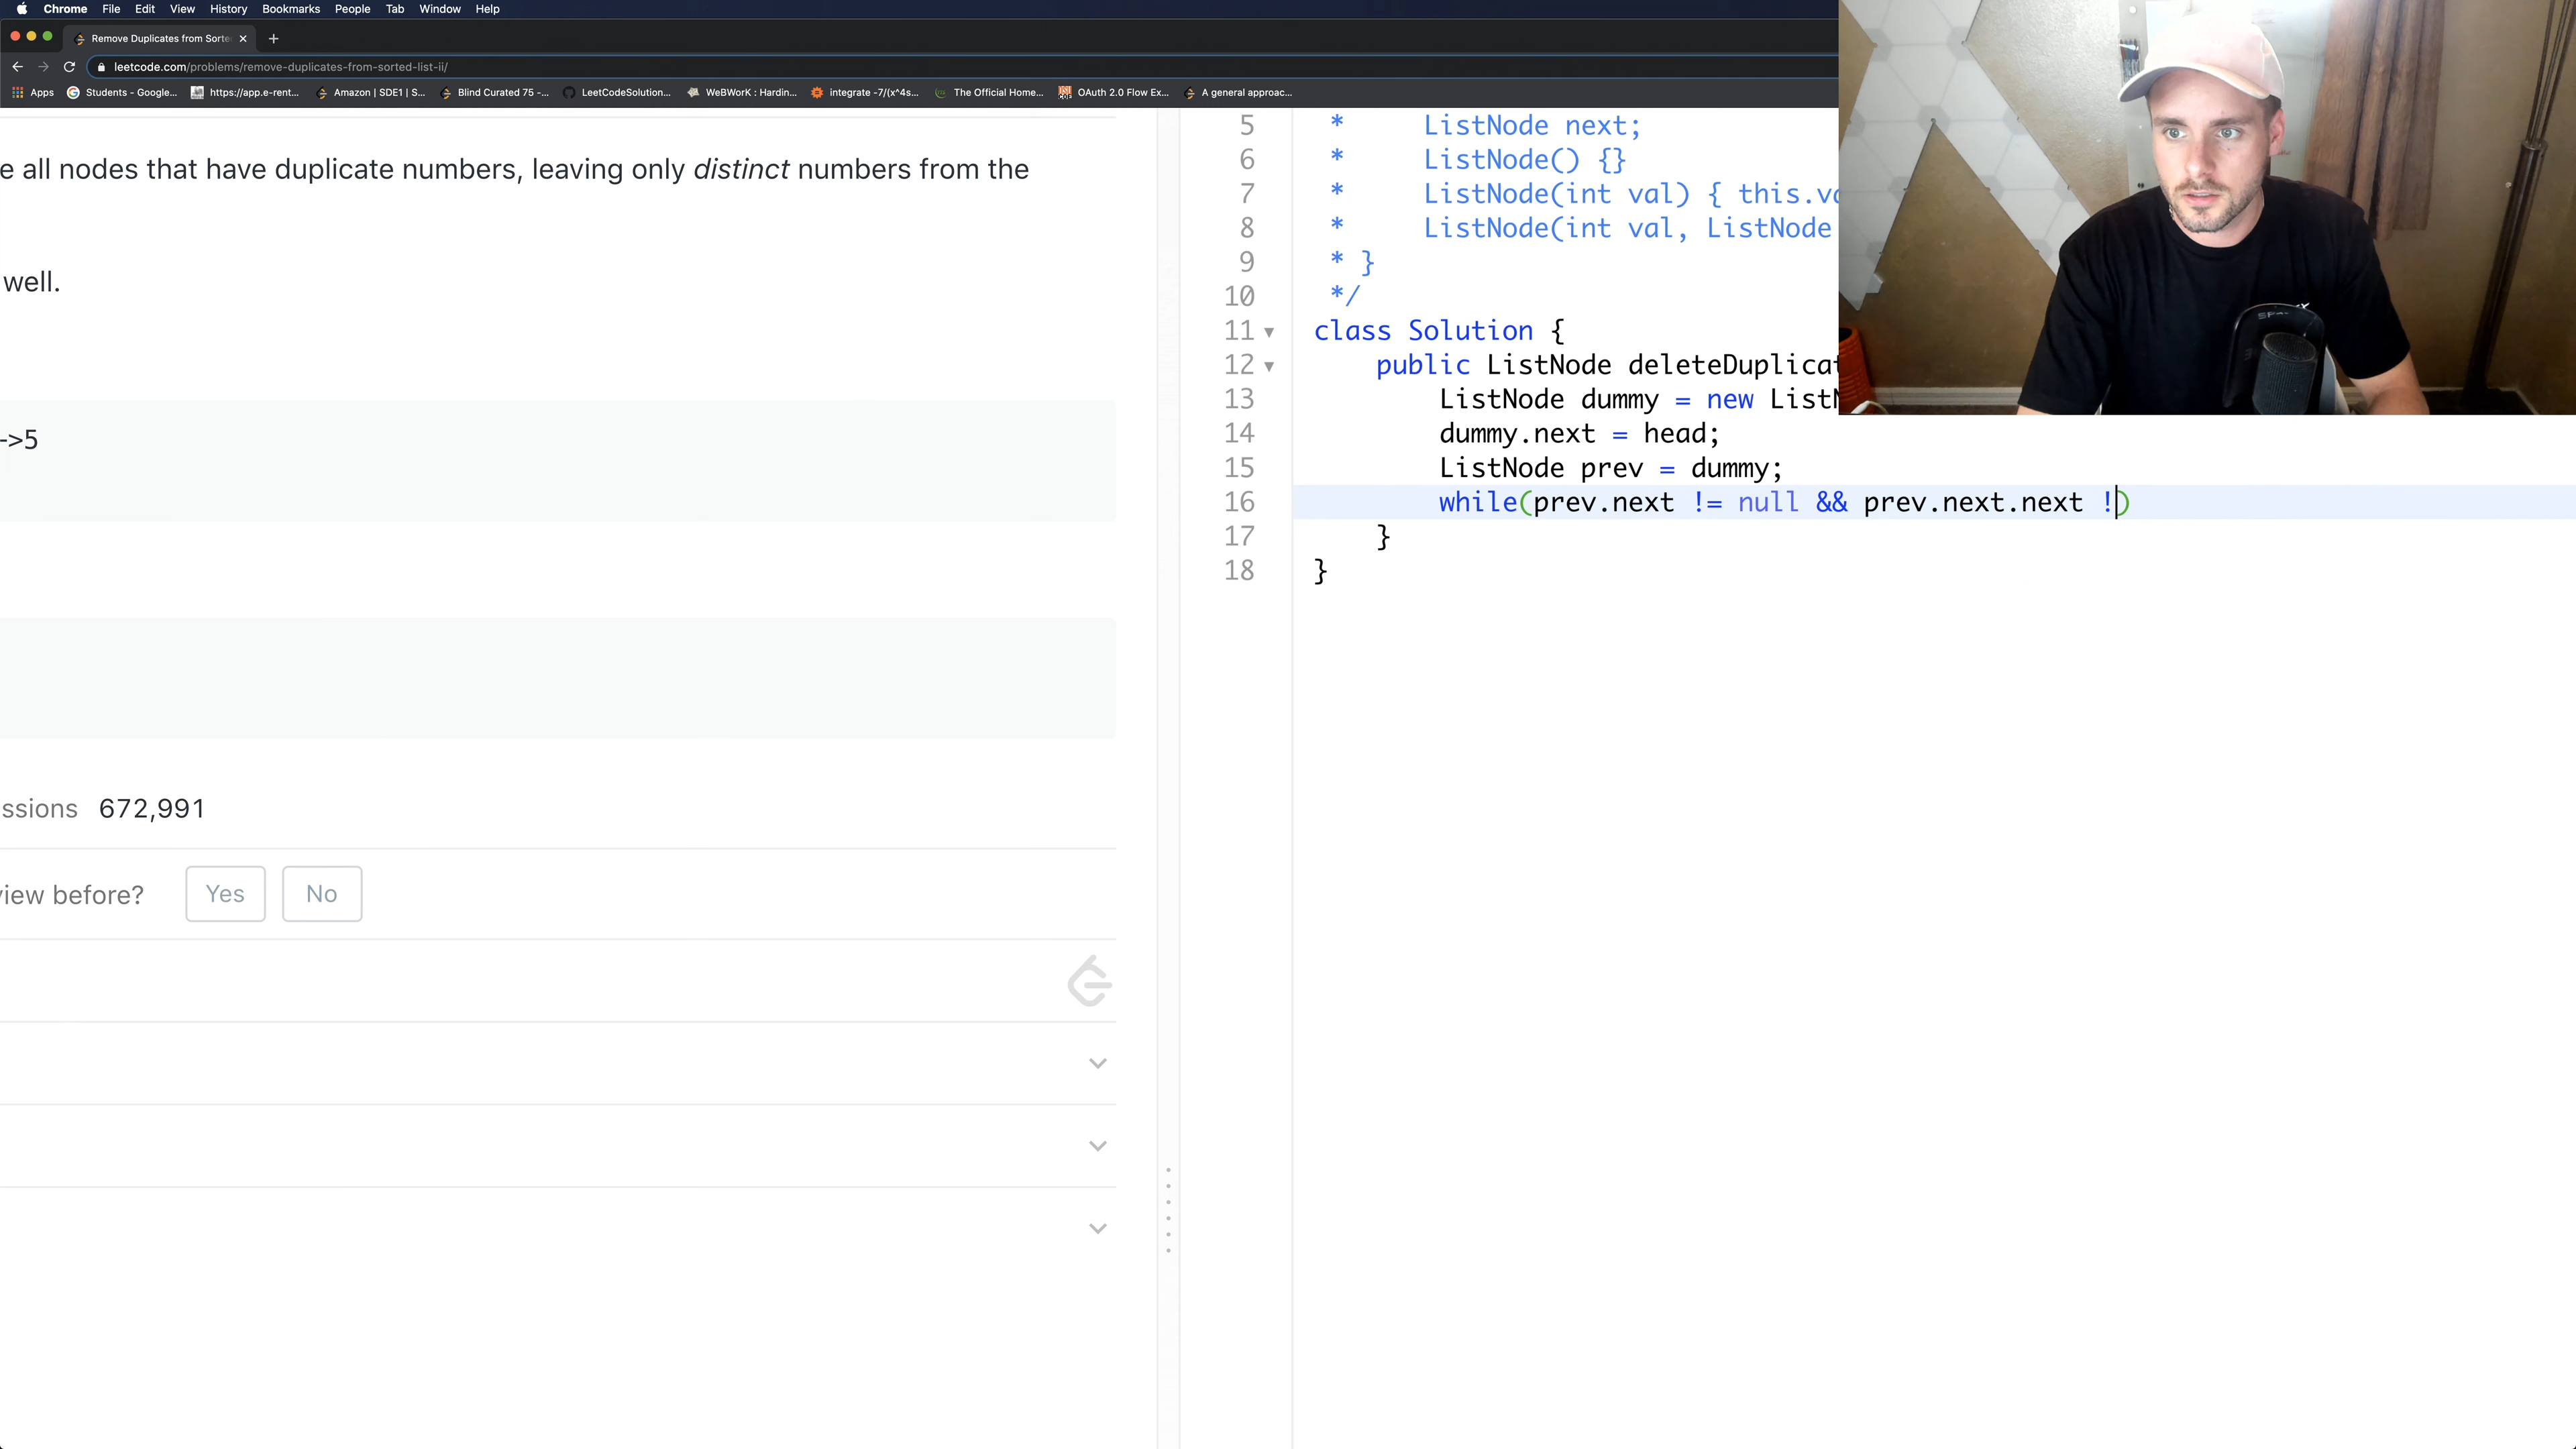 Chrome File Edit View History Bookmarks People Tab Window Help
Remove Duplicates from Sorte
leetcode.com/problems/remove-duplicates-from-sorted-list-ii/
Apps Students - Google... https://app.e-rent... Amazon | SDE1 | S... Blind Curated 75 -... LeetCodeSolution... WeBWorK : Hardin... integrate -7/(x^4s... The Official Home... OAuth 2.0 Flow Ex... A general approac...
e all nodes that have duplicate numbers, leaving only distinct numbers from the
well.
->5
ssions 672,991
view before? Yes No
5 * ListNode next;
6 * ListNode() {}
7 * ListNode(int val) { this.va
8 * ListNode(int val, ListNode
9 * }
10 */
11 class Solution {
12 public ListNode deleteDuplicat
13 ListNode dummy = new ListN
14 dummy.next = head;
15 ListNode prev = dummy;
16 while(prev.next != null && prev.next.next !)
17 }
18 }